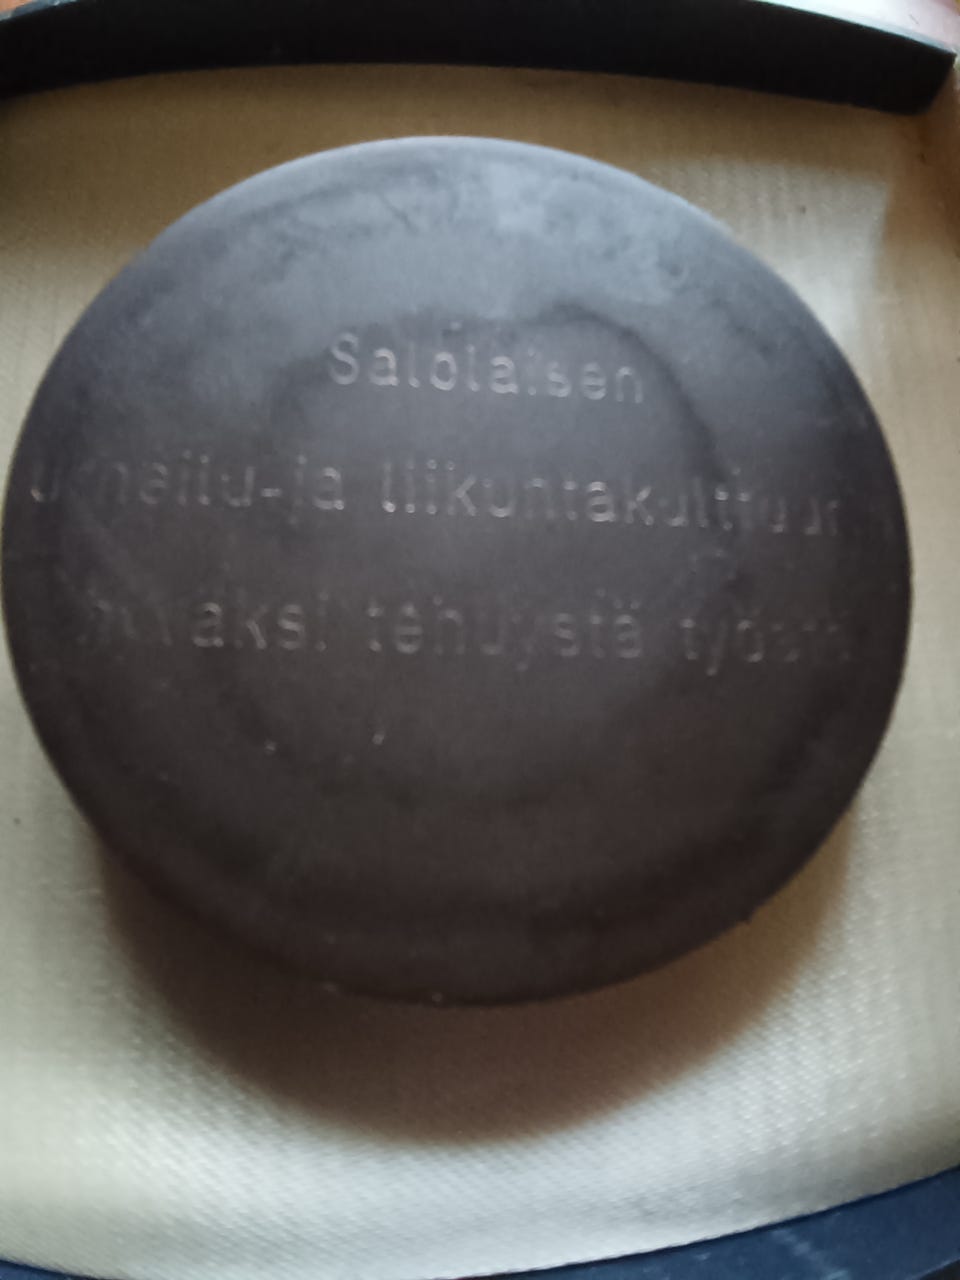 Salolaisen
urheilu-ja liikuntakulttuurin
hyväksi tehdystä työstä